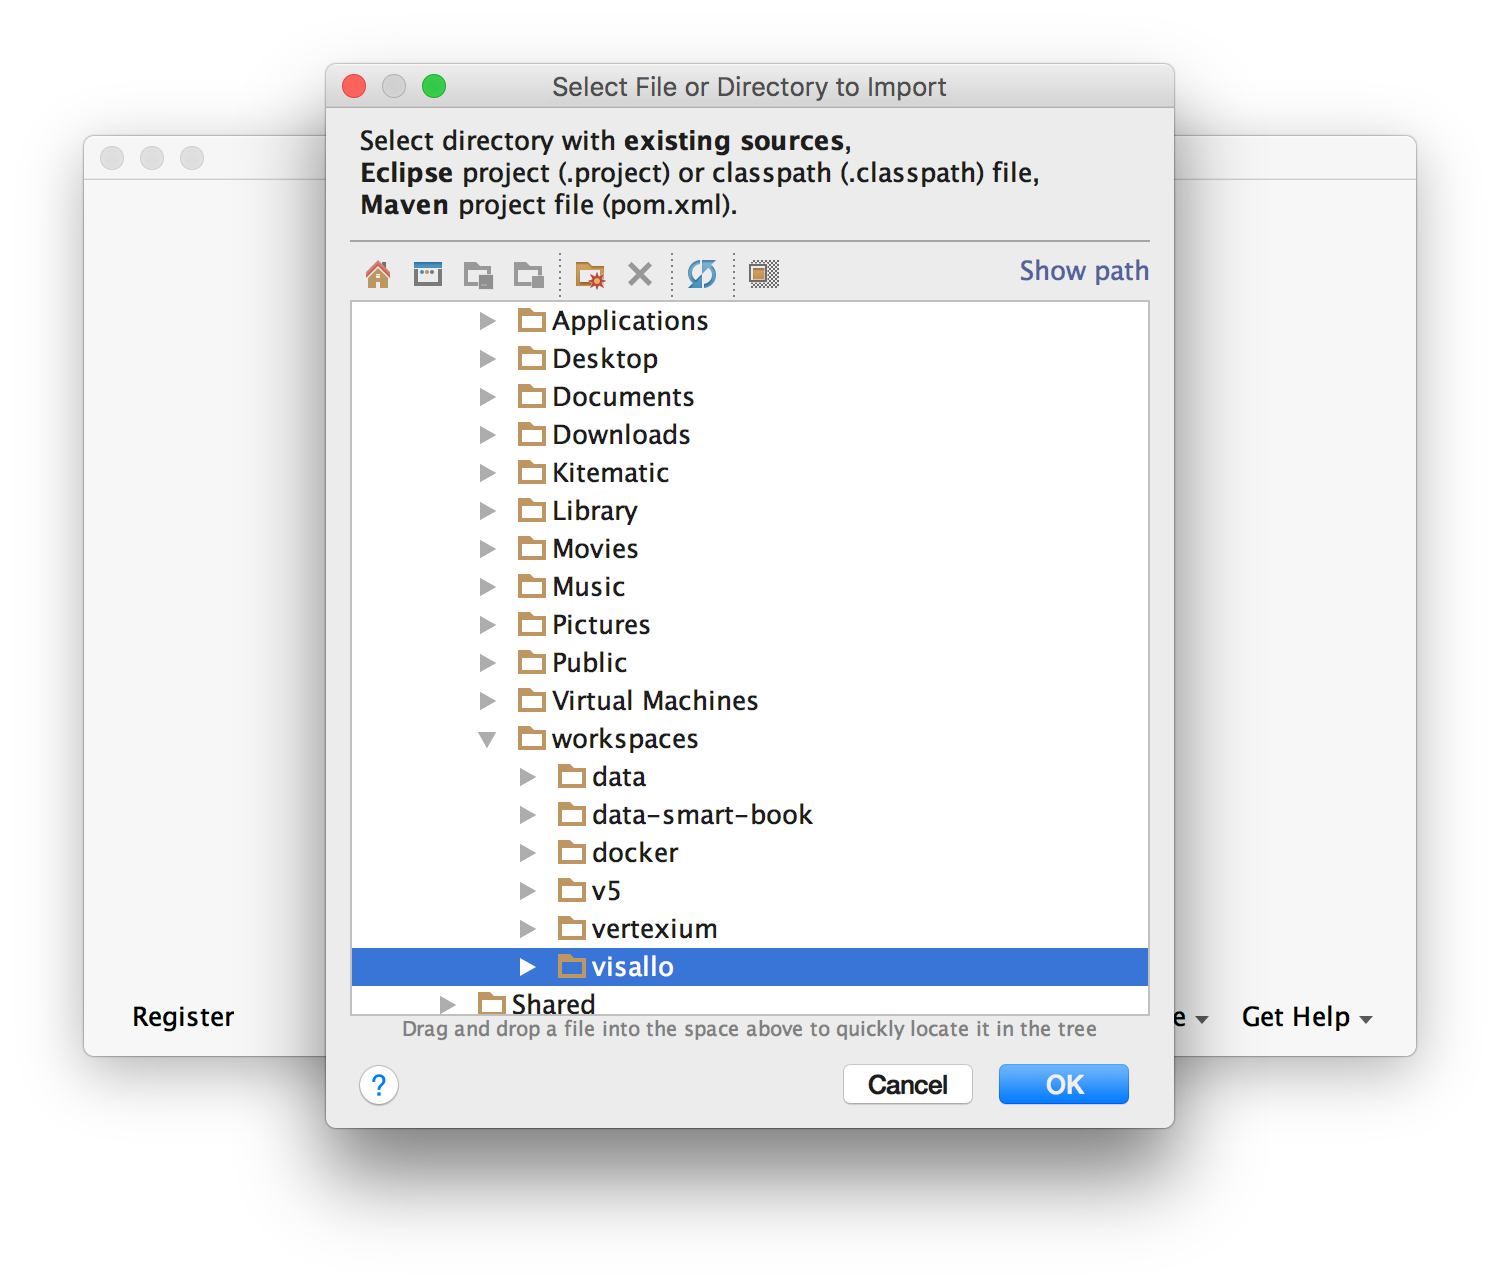 Select File or Directory to Import
Select directory with existing sources,
Eclipse project (.project) or classpath (.classpath) file,
Maven project file (pom.xml).
Show path
Applications
Desktop
Documents
Downloads
Kitematic
Library
Movies
Music
Pictures
Public
Virtual Machines
workspaces
data
data-smart-book
docker
v5
vertexium
visallo
Shared
Drag and drop a file into the space above to quickly locate it in the tree
Register
e
Get Help
?
Cancel
OK